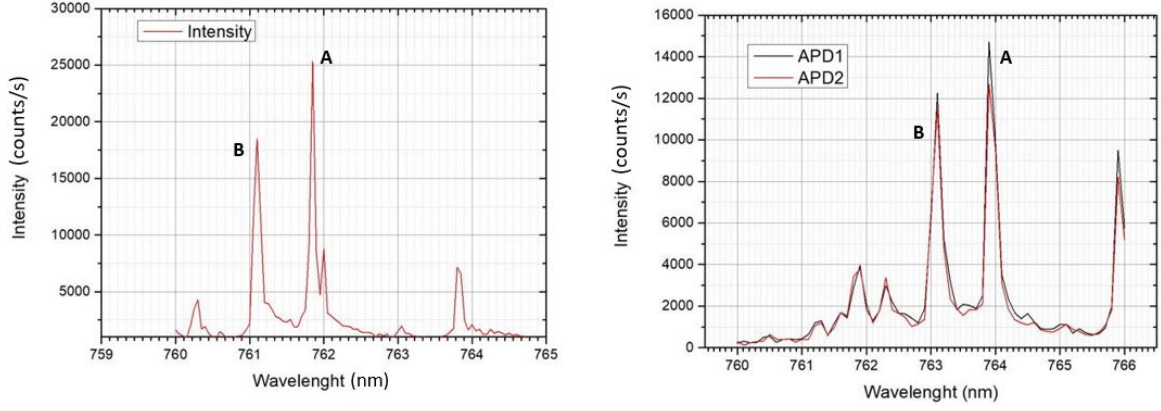 30000
25000
20000
15000
10000
5000
Intensity (counts/s)
Intensity
A
B
759 760 761 762 763 764 765
Wavelenght (nm)
16000
14000
12000
10000
8000
6000
4000
2000
0
Intensity (counts/s)
APD1
APD2
A
B
760 761 762 763 764 765 766
Wavelenght (nm)